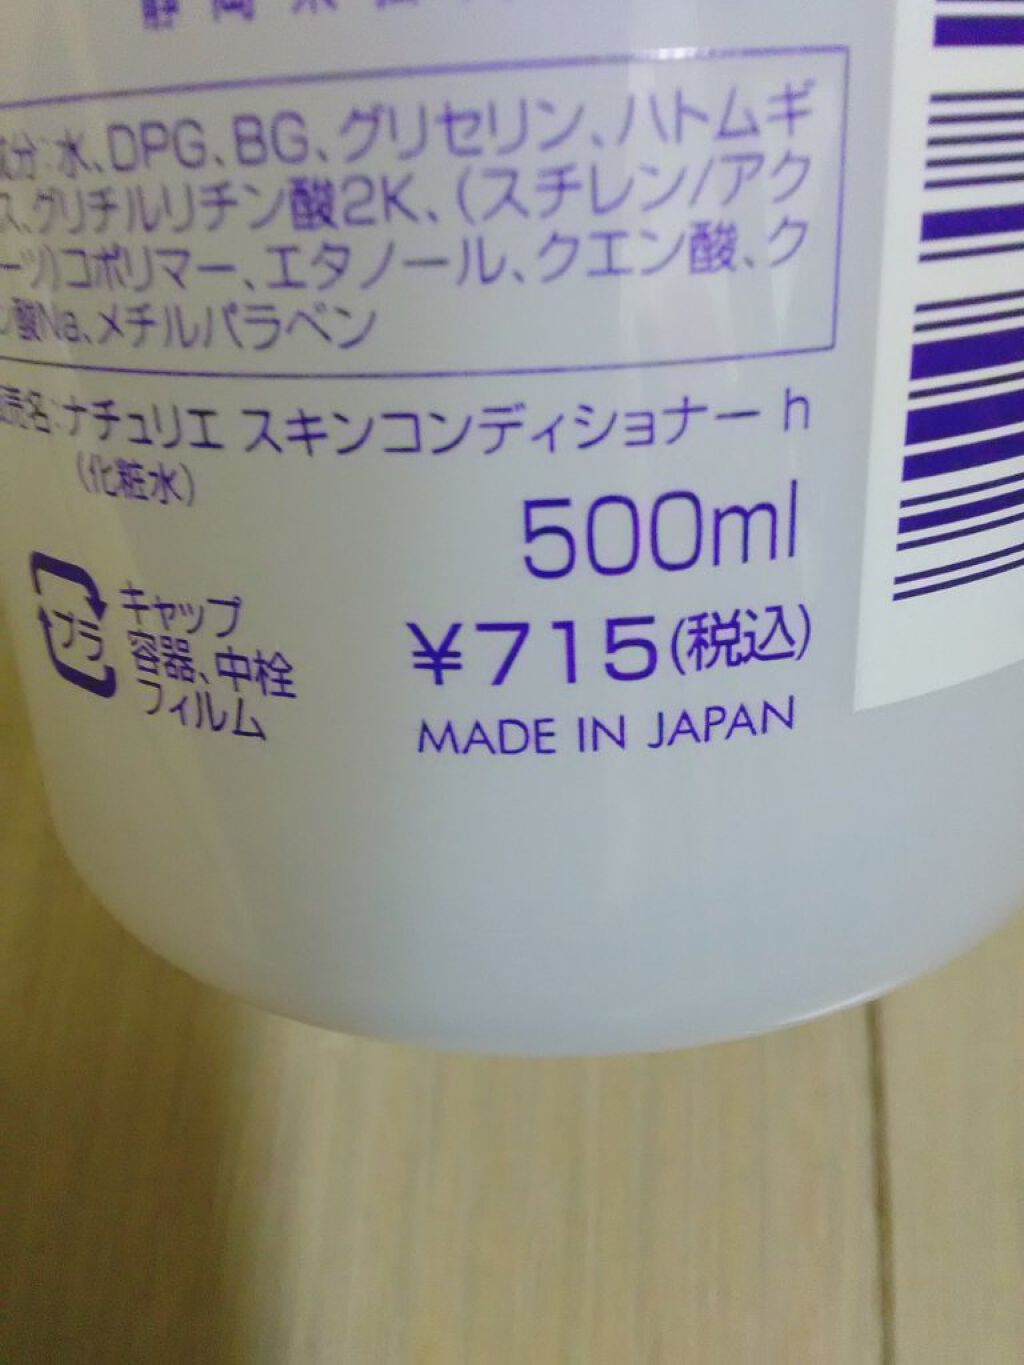 成分:水、DPG、BG、グリセリン、ハトムギ
ス、グリチルリチン酸2K、(スチレン/アク
ーツ)コポリマー、エタノール、クエン酸、ク
ン酸Na、メチルパラベン
販売名:ナチュリエ スキンコンディショナー h
(化粧水)
500ml
プラ
キャップ
容器、中栓
フィルム
¥715(税込)
MADE IN JAPAN